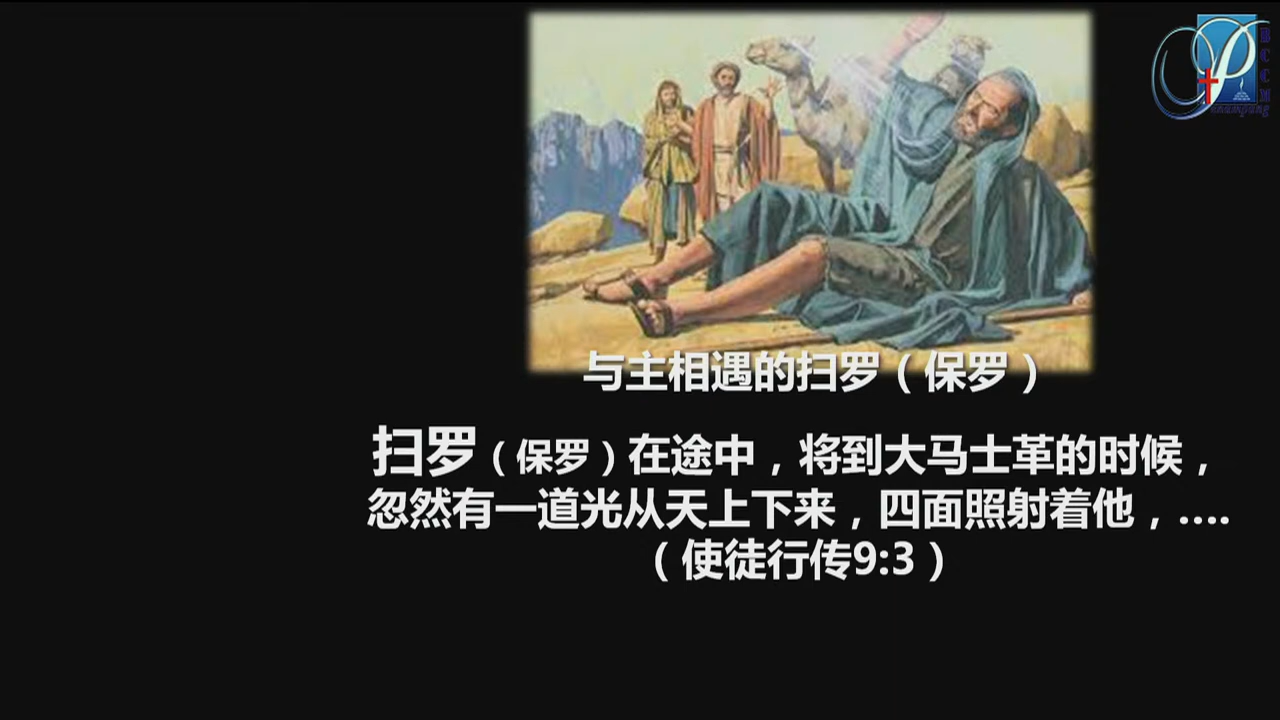 BCCM
与主相遇的扫罗（保罗）
扫罗（保罗）在途中，将到大马士革的时候，
忽然有一道光从天上下来，四面照射着他，....
（使徒行传9:3）